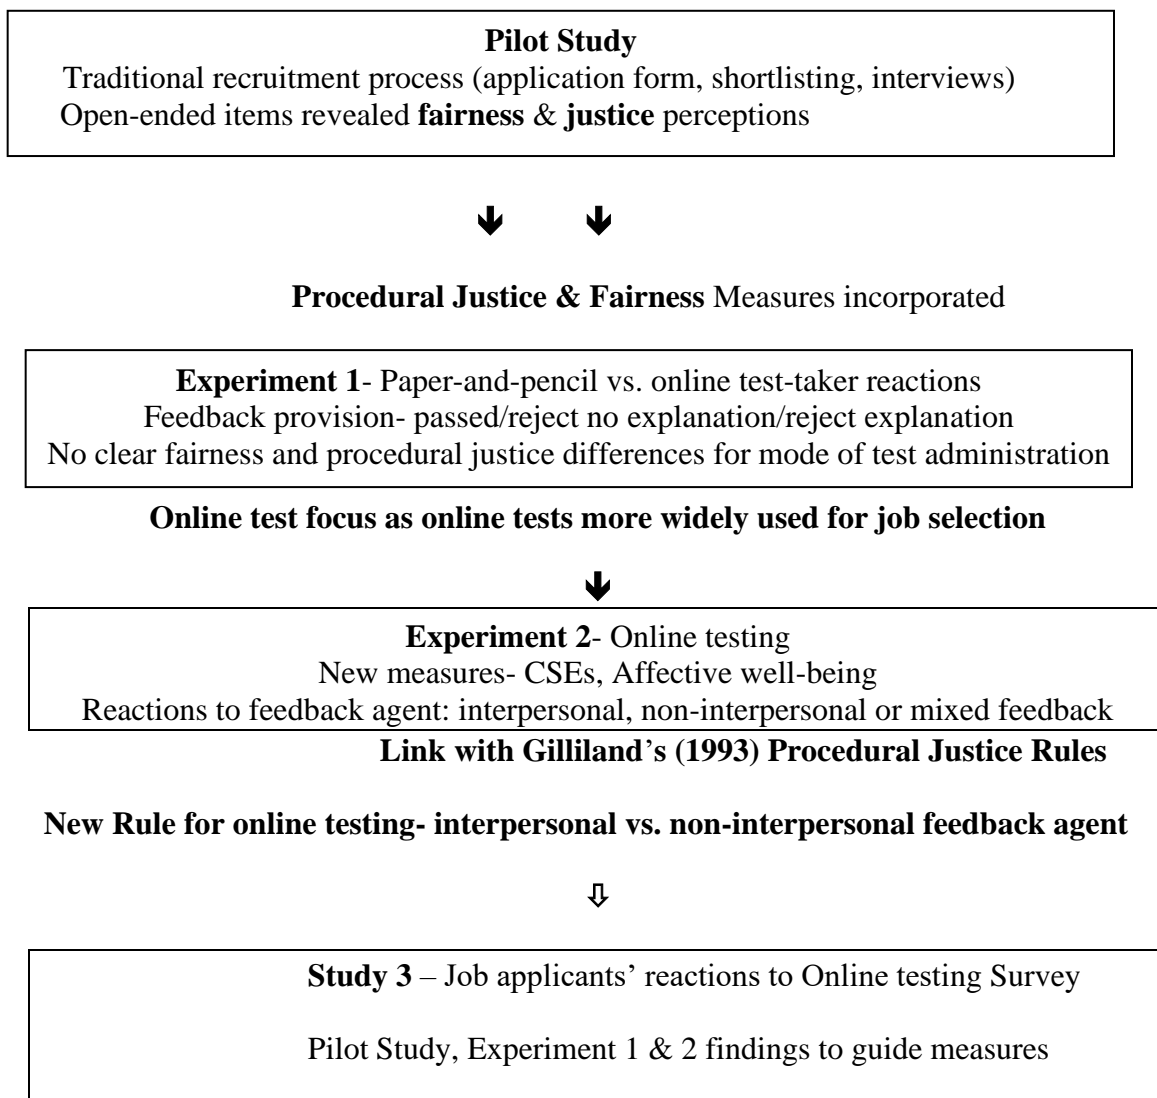 Pilot Study
Traditional recruitment process (application form, shortlisting, interviews)
Open-ended items revealed fairness & justice perceptions
Procedural Justice & Fairness Measures incorporated
Experiment 1- Paper-and-pencil vs. online test-taker reactions
Feedback provision- passed/reject no explanation/reject explanation
No clear fairness and procedural justice differences for mode of test administration
Online test focus as online tests more widely used for job selection
Experiment 2- Online testing
New measures- CSEs, Affective well-being
Reactions to feedback agent: interpersonal, non-interpersonal or mixed feedback
Link with Gilliland’s (1993) Procedural Justice Rules
New Rule for online testing- interpersonal vs. non-interpersonal feedback agent
Study 3 – Job applicants’ reactions to Online testing Survey
Pilot Study, Experiment 1 & 2 findings to guide measures